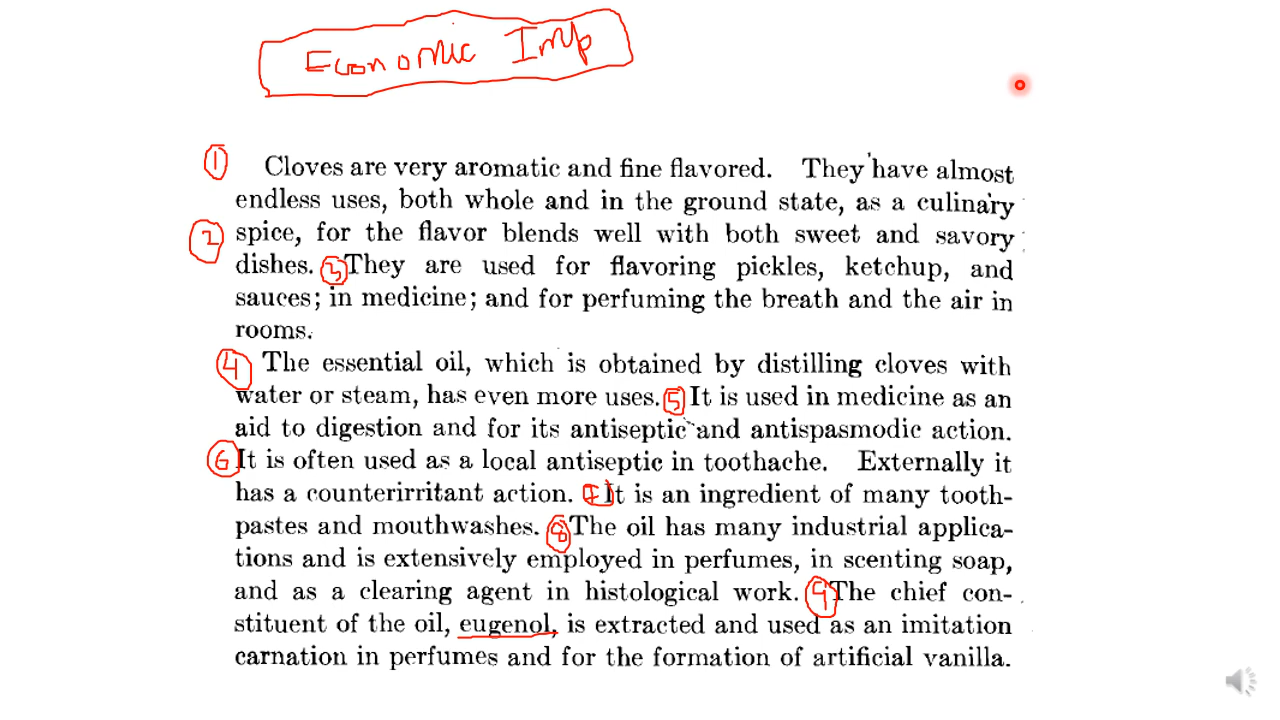 Economic Imp
① Cloves are very aromatic and fine flavored. They have almost
endless uses, both whole and in the ground state, as a culinary
② spice, for the flavor blends well with both sweet and savory
dishes. ③ They are used for flavoring pickles, ketchup, and
sauces; in medicine; and for perfuming the breath and the air in
rooms.
④ The essential oil, which is obtained by distilling cloves with
water or steam, has even more uses. ⑤ It is used in medicine as an
aid to digestion and for its antiseptic and antispasmodic action.
⑥ It is often used as a local antiseptic in toothache. Externally it
has a counterirritant action. ⑦ It is an ingredient of many tooth-
pastes and mouthwashes. ⑧ The oil has many industrial applica-
tions and is extensively employed in perfumes, in scenting soap,
and as a clearing agent in histological work. ⑨ The chief con-
stituent of the oil, eugenol, is extracted and used as an imitation
carnation in perfumes and for the formation of artificial vanilla.